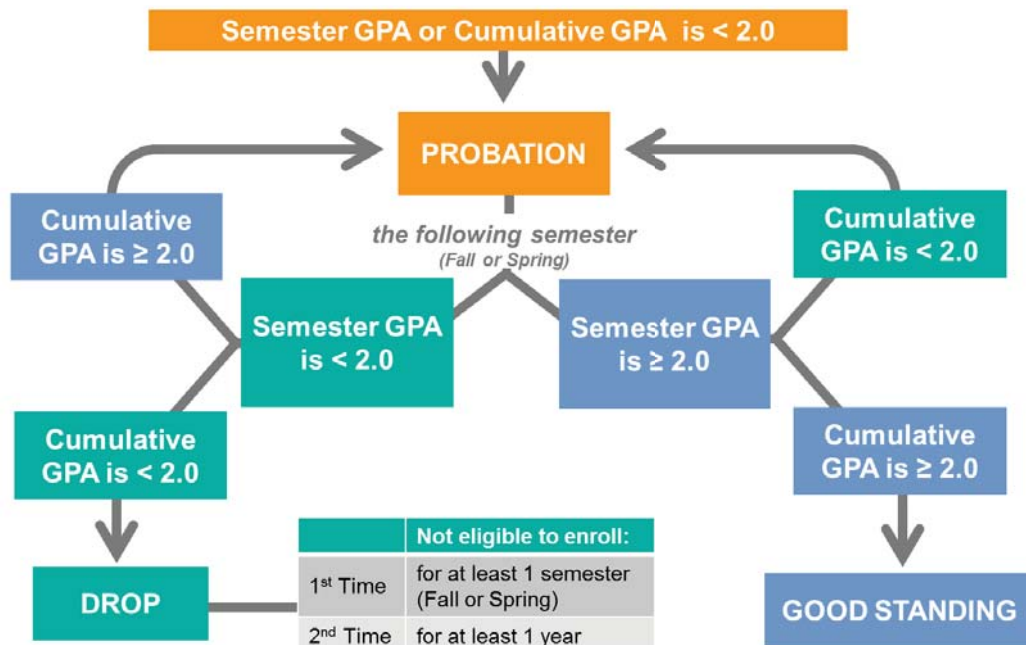 Semester GPA or Cumulative GPA is < 2.0
PROBATION
the following semester
(Fall or Spring)
Cumulative
GPA is ≥ 2.0
Cumulative
GPA is < 2.0
Semester GPA
is < 2.0
Semester GPA
is ≥ 2.0
Cumulative
GPA is < 2.0
Cumulative
GPA is ≥ 2.0
DROP
Not eligible to enroll:
1st Time for at least 1 semester
(Fall or Spring)
2nd Time for at least 1 year
GOOD STANDING